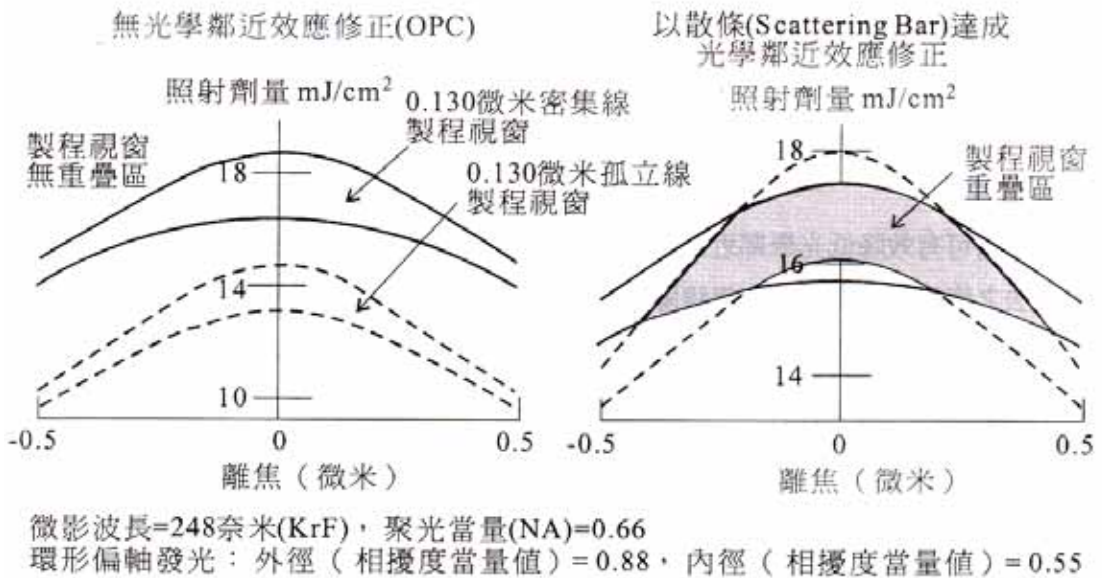 無光學鄰近效應修正(OPC)
照射劑量 mJ/cm²
0.130微米密集線
製程視窗
製程視窗
無重疊區
18
0.130微米孤立線
製程視窗
14
10
-0.5
0
0.5
離焦（微米）
以散條(Scattering Bar)達成
光學鄰近效應修正
照射劑量 mJ/cm²
18
製程視窗
重疊區
16
14
-0.5
0
0.5
離焦（微米）
微影波長=248奈米(KrF)，聚光當量(NA)=0.66
環形偏軸發光：外徑（相擾度當量值）=0.88，內徑（相擾度當量值）=0.55